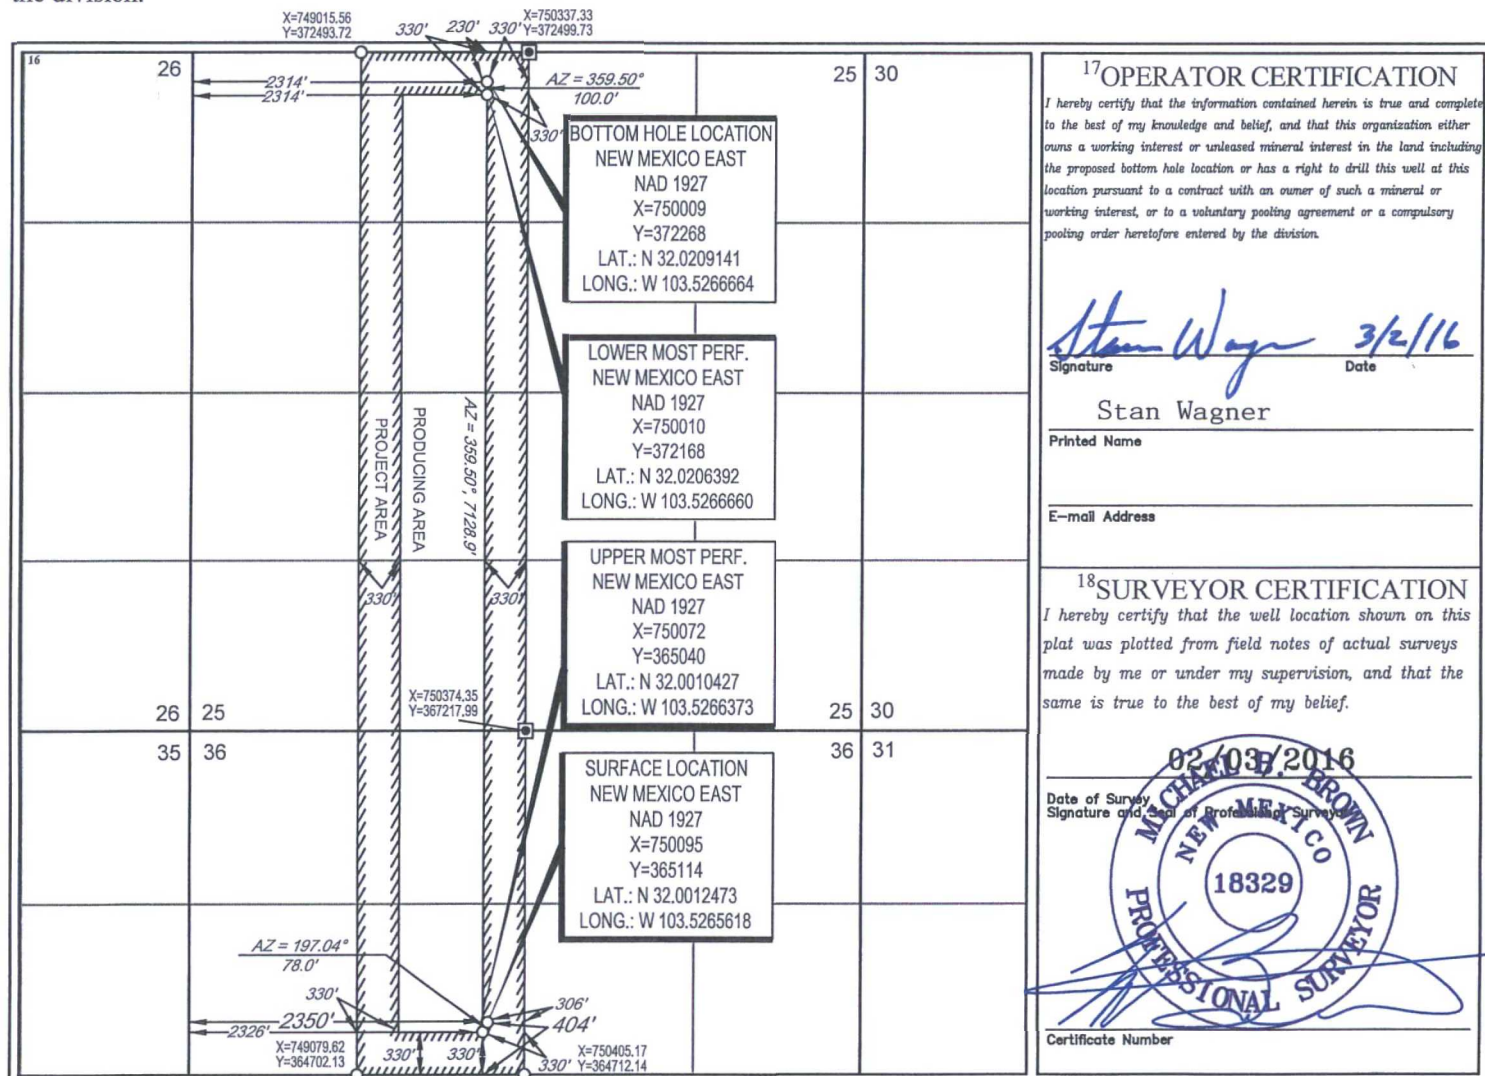 the division.
X=749015.56
Y=372493.72
330' 230' 330'
X=750337.33
Y=372499.73
16
26
25 30
2314'
2314'
AZ = 359.50°
100.0'
330'
BOTTOM HOLE LOCATION
NEW MEXICO EAST
NAD 1927
X=750009
Y=372268
LAT.: N 32.0209141
LONG.: W 103.5266664
LOWER MOST PERF.
NEW MEXICO EAST
NAD 1927
X=750010
Y=372168
LAT.: N 32.0206392
LONG.: W 103.5266660
PROJECT AREA
PRODUCING AREA
AZ = 359.50°, 7128.9'
330'
330'
UPPER MOST PERF.
NEW MEXICO EAST
NAD 1927
X=750072
Y=365040
LAT.: N 32.0010427
LONG.: W 103.5266373
X=750374.35
Y=367217.99
26 25
35 36
25 30
36 31
SURFACE LOCATION
NEW MEXICO EAST
NAD 1927
X=750095
Y=365114
LAT.: N 32.0012473
LONG.: W 103.5265618
AZ = 197.04°
78.0'
330'
2350'
2326'
306'
404'
X=749079.62
Y=364702.13
330' 330'
330'
X=750405.17
Y=364712.14
17 OPERATOR CERTIFICATION
I hereby certify that the information contained herein is true and complete
to the best of my knowledge and belief, and that this organization either
owns a working interest or unleased mineral interest in the land including
the proposed bottom hole location or has a right to drill this well at this
location pursuant to a contract with an owner of such a mineral or
working interest, or to a voluntary pooling agreement or a compulsory
pooling order heretofore entered by the division.
Stan Wagner 3/2/16
Signature Date
Stan Wagner
Printed Name
E-mail Address
18 SURVEYOR CERTIFICATION
I hereby certify that the well location shown on this
plat was plotted from field notes of actual surveys
made by me or under my supervision, and that the
same is true to the best of my belief.
02/03/2016
Date of Survey
Signature and Seal of Professional Surveyor
MICHAEL B. BROWN
NEW MEXICO
18329
PROFESSIONAL SURVEYOR
Certificate Number